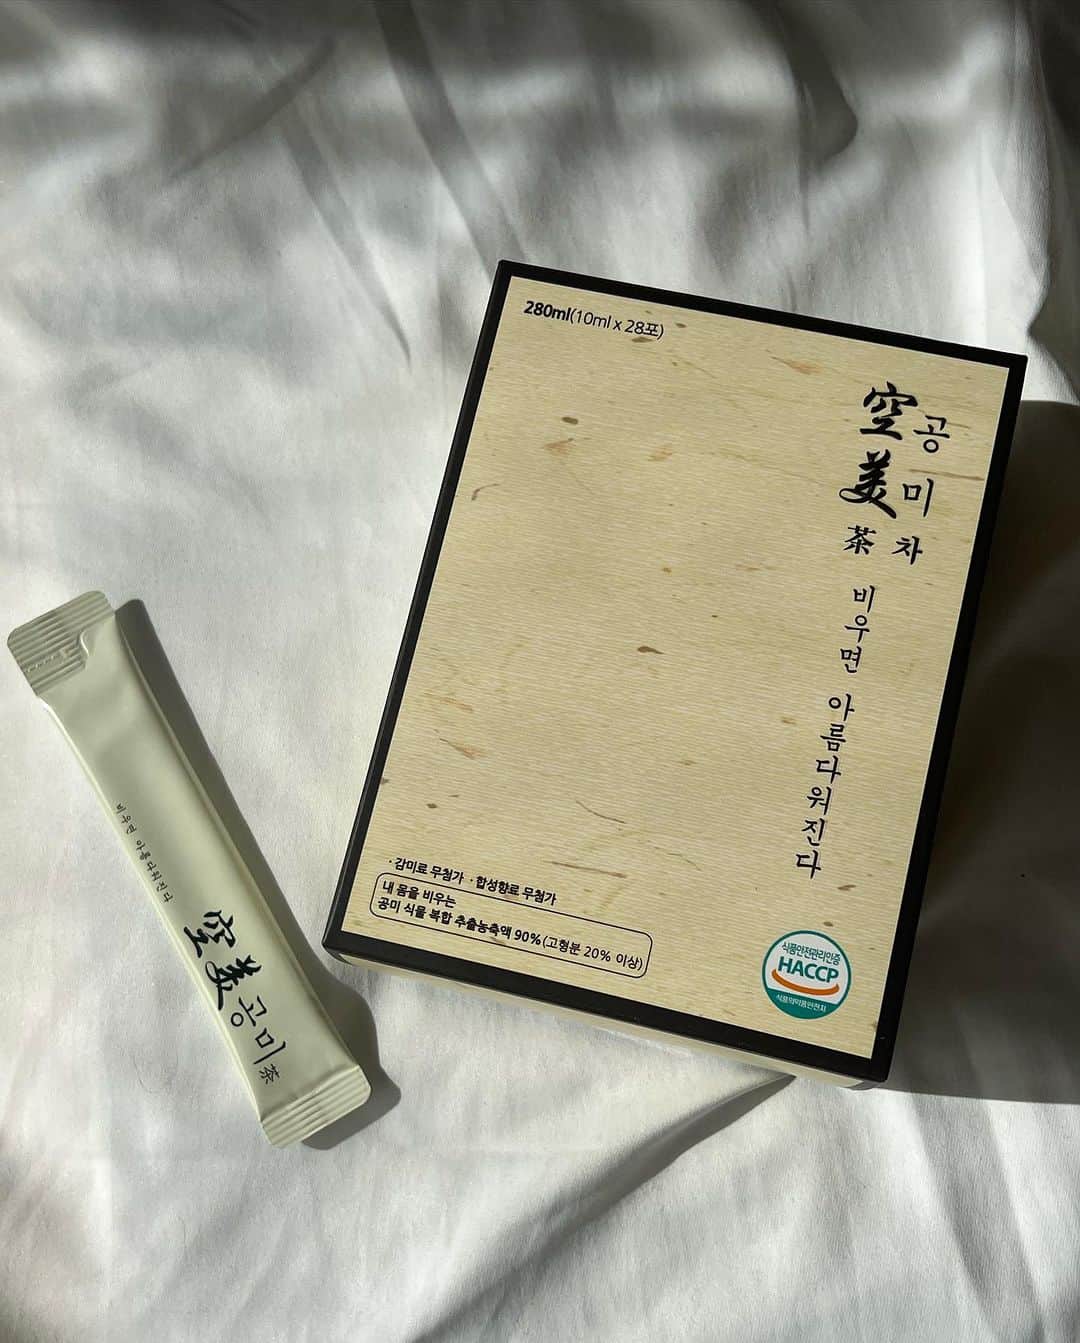 280ml(10ml x 28포)
空美茶
공미차
비우면 아름다워진다
· 감미료 무첨가 · 합성향료 무첨가
내 몸을 비우는
공미 식물 복합 추출농축액 90%(고형분 20% 이상)
식품안전관리인증
HACCP
식품의약품안전처
비우면 아름다워진다
空美공미茶